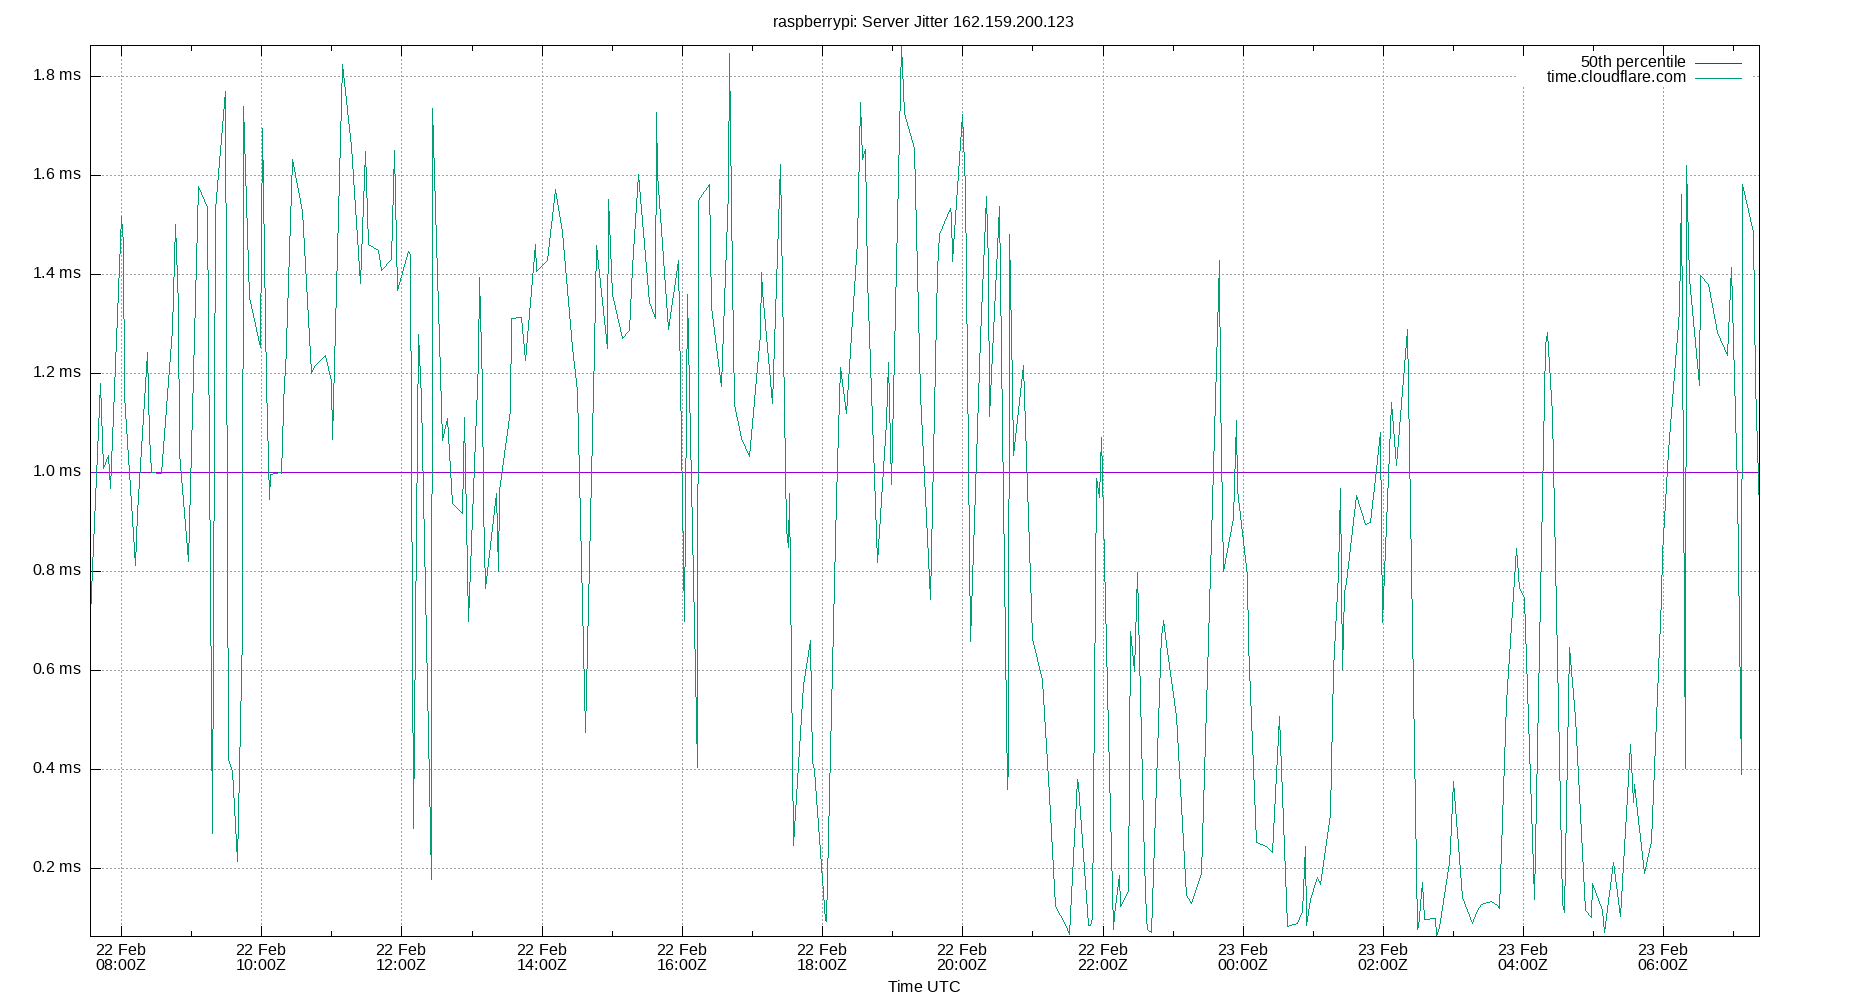 raspberrypi: Server Jitter 162.159.200.123
50th percentile
time.cloudflare.com
1.8 ms
1.6 ms
1.4 ms
1.2 ms
1.0 ms
0.8 ms
0.6 ms
0.4 ms
0.2 ms
22 Feb 22 Feb 22 Feb 22 Feb 22 Feb 22 Feb 22 Feb 22 Feb 23 Feb 23 Feb 23 Feb 23 Feb
08:00Z 10:00Z 12:00Z 14:00Z 16:00Z 18:00Z 20:00Z 22:00Z 00:00Z 02:00Z 04:00Z 06:00Z
Time UTC